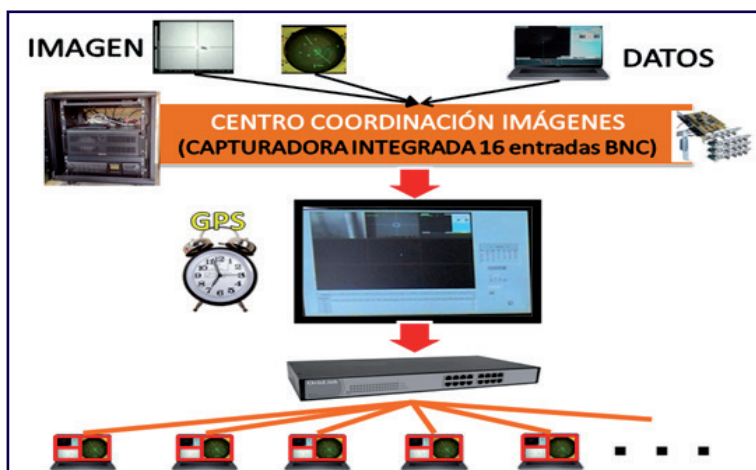 IMAGEN
DATOS
CENTRO COORDINACIÓN IMÁGENES
(CAPTURADORA INTEGRADA 16 entradas BNC)
GPS